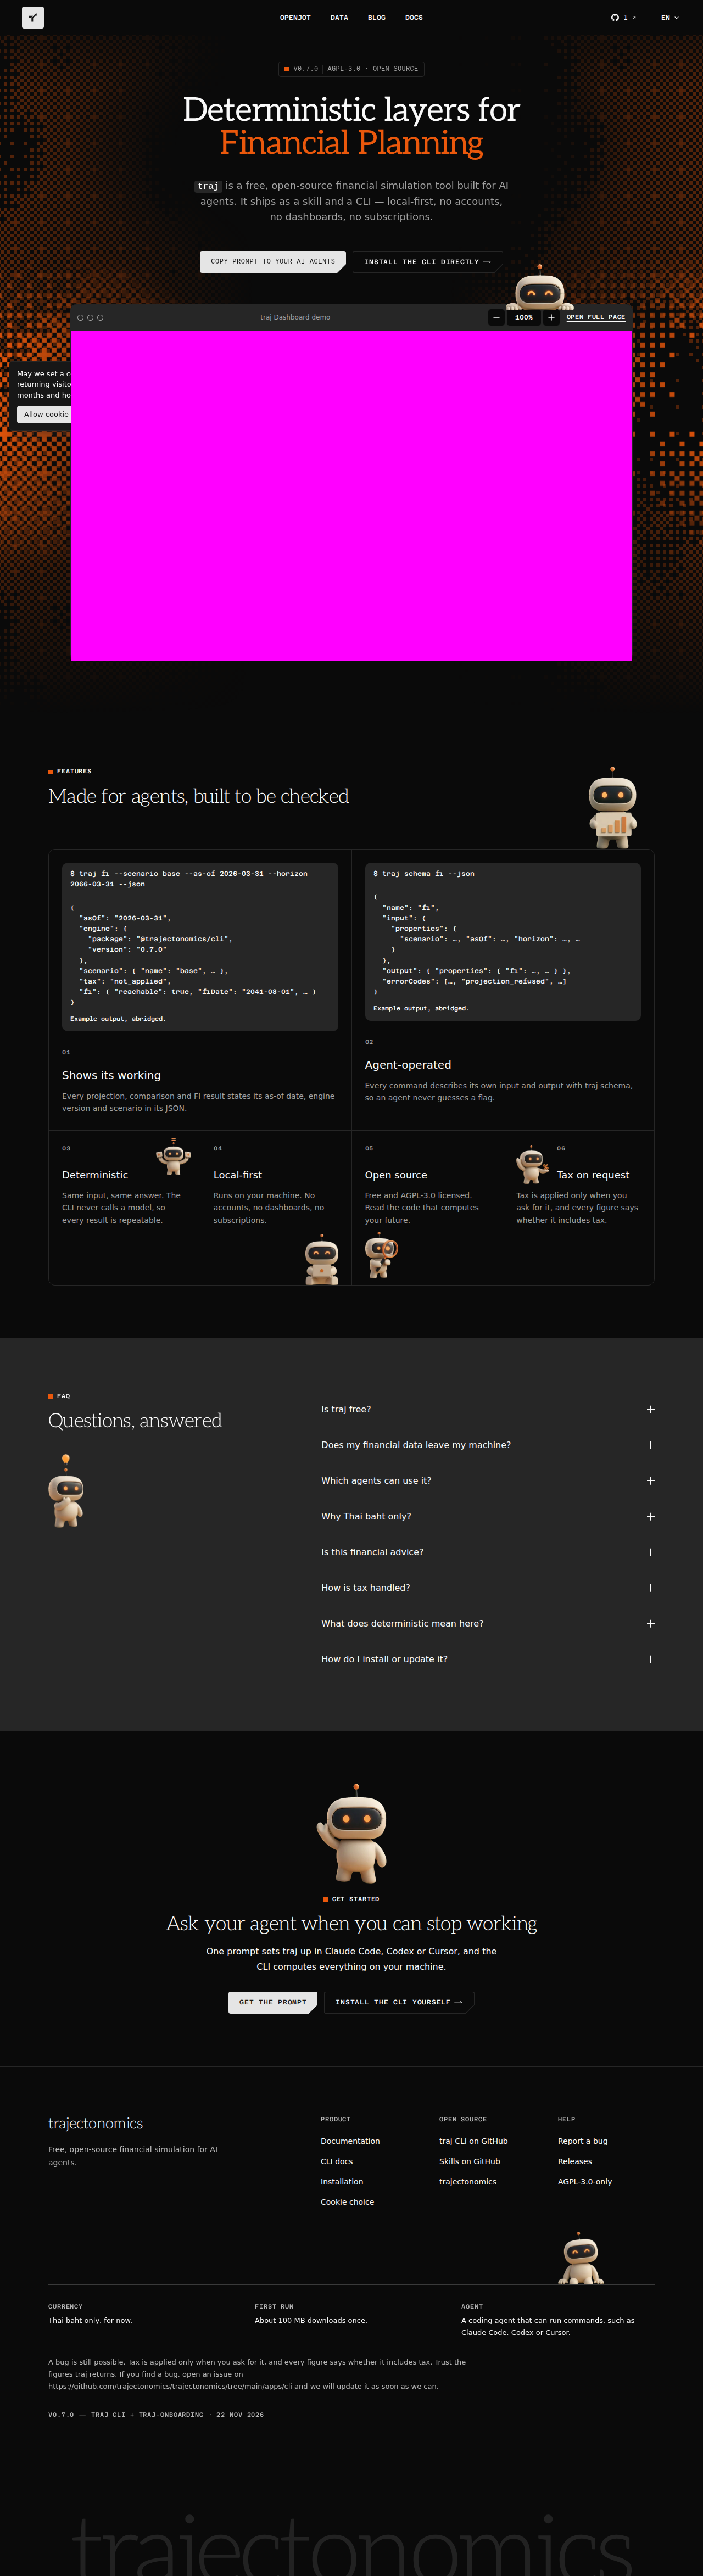 OPENJOT DATA BLOG DOCS 1 EN
V0.7.0 AGPL-3.0 · OPEN SOURCE
Deterministic layers for
Financial Planning
traj is a free, open-source financial simulation tool built for AI
agents. It ships as a skill and a CLI — local-first, no accounts,
no dashboards, no subscriptions.
COPY PROMPT TO YOUR AI AGENTS
INSTALL THE CLI DIRECTLY →
traj Dashboard demo
− 100% + OPEN FULL PAGE
May we set a c
returning visito
months and ho
Allow cookie
FEATURES
Made for agents, built to be checked
$ traj fi --scenario base --as-of 2026-03-31 --horizon
2066-03-31 --json
{
"asOf": "2026-03-31",
"engine": {
"package": "@trajectonomics/cli",
"version": "0.7.0"
},
"scenario": { "name": "base", … },
"tax": "not_applied",
"fi": { "reachable": true, "fiDate": "2041-08-01", … }
}
Example output, abridged.
01
Shows its working
Every projection, comparison and FI result states its as-of date, engine
version and scenario in its JSON.
$ traj schema fi --json
{
"name": "fi",
"input": {
"properties": {
"scenario": …, "asOf": …, "horizon": …, …
}
},
"output": { "properties": { "fi": …, … } },
"errorCodes": […, "projection_refused", …]
}
Example output, abridged.
02
Agent-operated
Every command describes its own input and output with traj schema,
so an agent never guesses a flag.
03
Deterministic
Same input, same answer. The
CLI never calls a model, so
every result is repeatable.
04
Local-first
Runs on your machine. No
accounts, no dashboards, no
subscriptions.
05
Open source
Free and AGPL-3.0 licensed.
Read the code that computes
your future.
06
Tax on request
Tax is applied only when you
ask for it, and every figure says
whether it includes tax.
FAQ
Questions, answered
Is traj free?
Does my financial data leave my machine?
Which agents can use it?
Why Thai baht only?
Is this financial advice?
How is tax handled?
What does deterministic mean here?
How do I install or update it?
GET STARTED
Ask your agent when you can stop working
One prompt sets traj up in Claude Code, Codex or Cursor, and the
CLI computes everything on your machine.
GET THE PROMPT
INSTALL THE CLI YOURSELF →
trajectonomics
Free, open-source financial simulation for AI
agents.
PRODUCT
Documentation
CLI docs
Installation
Cookie choice
OPEN SOURCE
traj CLI on GitHub
Skills on GitHub
trajectonomics
HELP
Report a bug
Releases
AGPL-3.0-only
CURRENCY
Thai baht only, for now.
FIRST RUN
About 100 MB downloads once.
AGENT
A coding agent that can run commands, such as
Claude Code, Codex or Cursor.
A bug is still possible. Tax is applied only when you ask for it, and every figure says whether it includes tax. Trust the
figures traj returns. If you find a bug, open an issue on
https://github.com/trajectonomics/trajectonomics/tree/main/apps/cli and we will update it as soon as we can.
V0.7.0 — TRAJ CLI + TRAJ-ONBOARDING · 22 NOV 2026
trajectonomics